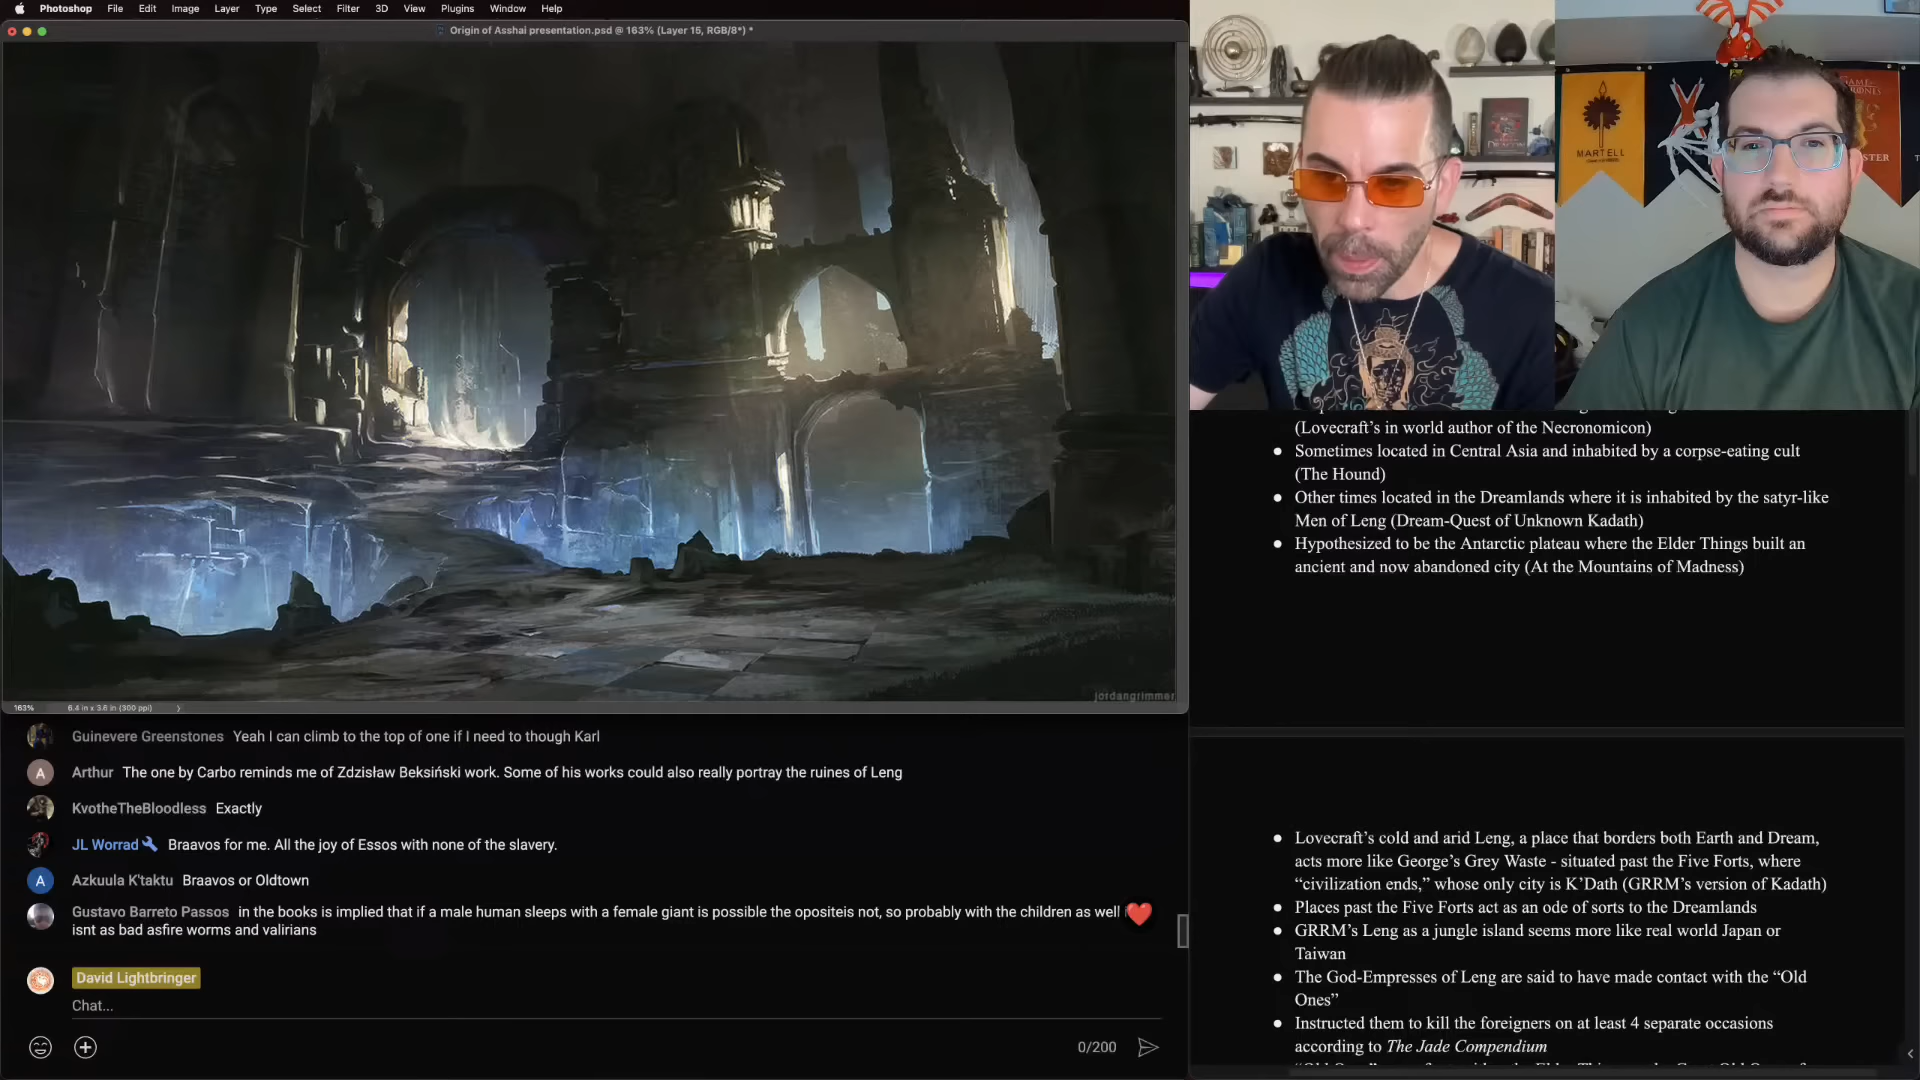 Photoshop File Edit Image Layer Type Select Filter 3D View Plugins Window Help
Origin of Asshai presentation.psd @ 163% (Layer 15, RGB/8*) *
jordangrimmer
163% 6.4 in x 3.8 in (300 ppi)
Guinevere Greenstones Yeah I can climb to the top of one if I need to though Karl
A Arthur The one by Carbo reminds me of Zdzisław Beksiński work. Some of his works could also really portray the ruines of Leng
KvotheTheBloodless Exactly
JL Worrad Braavos for me. All the joy of Essos with none of the slavery.
A Azkuula K'taktu Braavos or Oldtown
Gustavo Barreto Passos in the books is implied that if a male human sleeps with a female giant is possible the opositeis not, so probably with the children as well
isnt as bad asfire worms and valirians
David Lightbringer
Chat...
0/200
MARTELL
GAME
(Lovecraft's in world author of the Necronomicon)
● Sometimes located in Central Asia and inhabited by a corpse-eating cult
(The Hound)
● Other times located in the Dreamlands where it is inhabited by the satyr-like
Men of Leng (Dream-Quest of Unknown Kadath)
● Hypothesized to be the Antarctic plateau where the Elder Things built an
ancient and now abandoned city (At the Mountains of Madness)
● Lovecraft's cold and arid Leng, a place that borders both Earth and Dream,
acts more like George's Grey Waste - situated past the Five Forts, where
“civilization ends,” whose only city is K'Dath (GRRM's version of Kadath)
● Places past the Five Forts act as an ode of sorts to the Dreamlands
● GRRM's Leng as a jungle island seems more like real world Japan or
Taiwan
● The God-Empresses of Leng are said to have made contact with the “Old
Ones”
● Instructed them to kill the foreigners on at least 4 separate occasions
according to The Jade Compendium